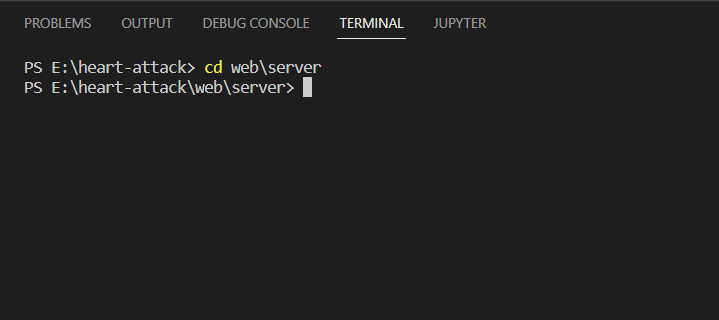 PROBLEMS OUTPUT DEBUG CONSOLE TERMINAL JUPYTER
PS E:\heart-attack> cd web\server
PS E:\heart-attack\web\server>